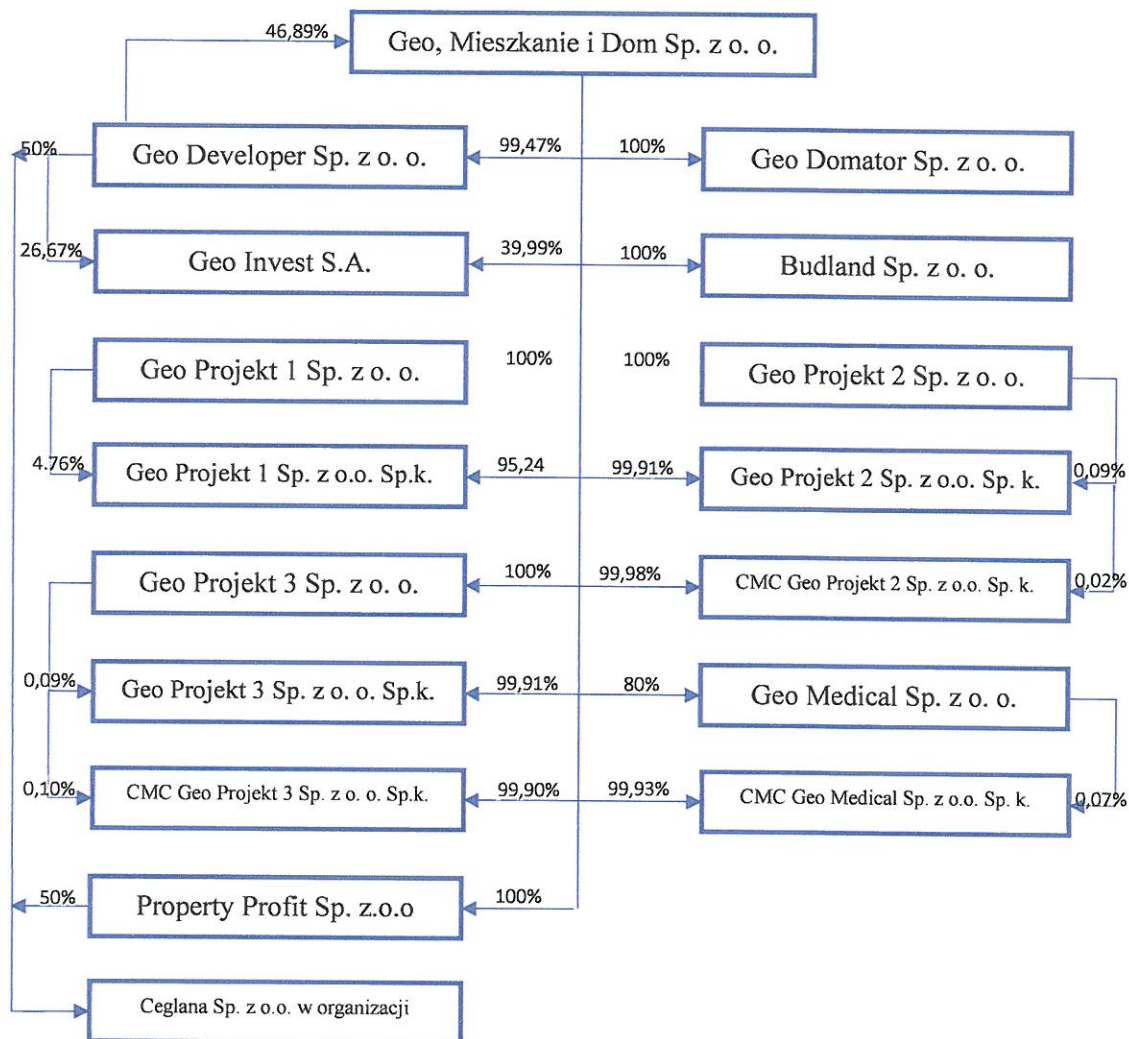 46,89%
Geo, Mieszkanie i Dom Sp. z o. o.
50% Geo Developer Sp. z o. o. 99,47% 100% Geo Domator Sp. z o. o.
26,67% Geo Invest S.A. 39,99% 100% Budland Sp. z o. o.
Geo Projekt 1 Sp. z o. o. 100% 100% Geo Projekt 2 Sp. z o. o.
4.76% Geo Projekt 1 Sp. z o.o. Sp.k. 95,24 99,91% Geo Projekt 2 Sp. z o.o. Sp. k. 0,09%
Geo Projekt 3 Sp. z o. o. 100% 99,98% CMC Geo Projekt 2 Sp. z o.o. Sp. k. 0,02%
0,09% Geo Projekt 3 Sp. z o. o. Sp.k. 99,91% 80% Geo Medical Sp. z o. o.
0,10% CMC Geo Projekt 3 Sp. z o. o. Sp.k. 99,90% 99,93% CMC Geo Medical Sp. z o.o. Sp. k. 0,07%
50% Property Profit Sp. z.o.o 100%
Ceglana Sp. z o.o. w organizacji